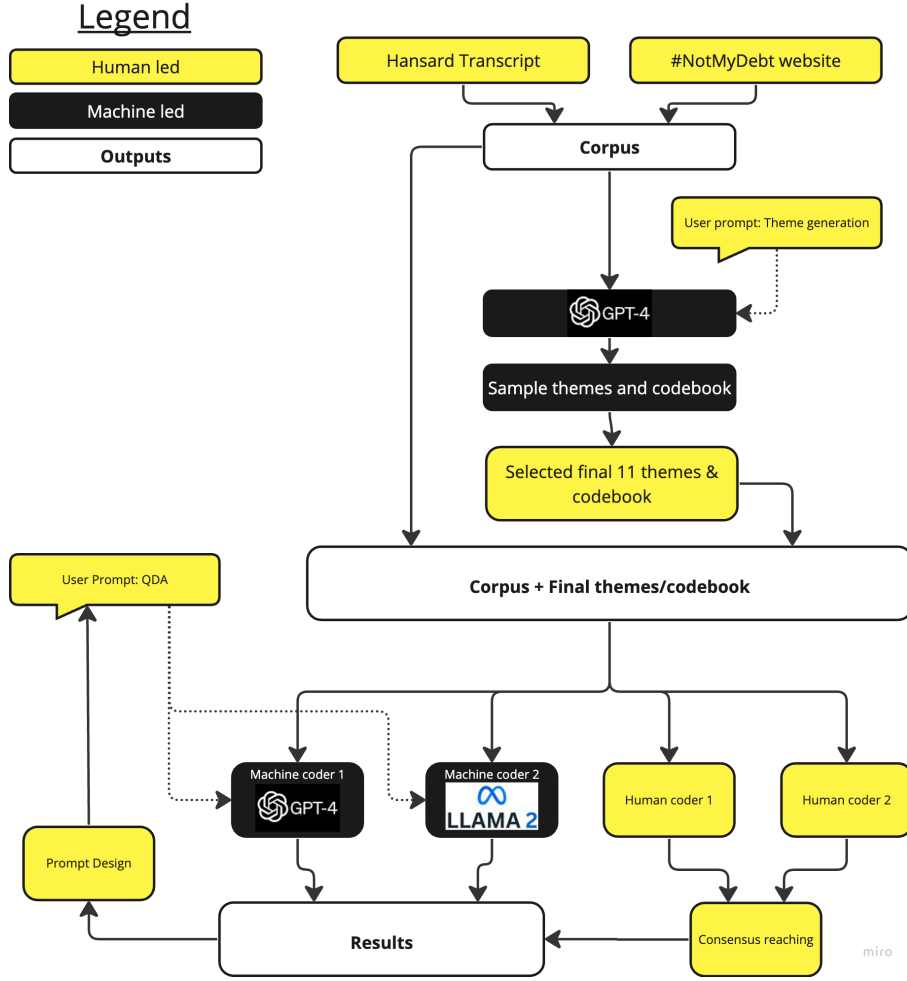 Legend
Human led
Machine led
Outputs
Hansard Transcript
#NotMyDebt website
Corpus
User prompt: Theme generation
GPT-4
Sample themes and codebook
Selected final 11 themes &
codebook
Corpus + Final themes/codebook
User Prompt: QDA
Machine coder 1
GPT-4
Machine coder 2
LLAMA 2
Human coder 1
Human coder 2
Prompt Design
Results
Consensus reaching
miro